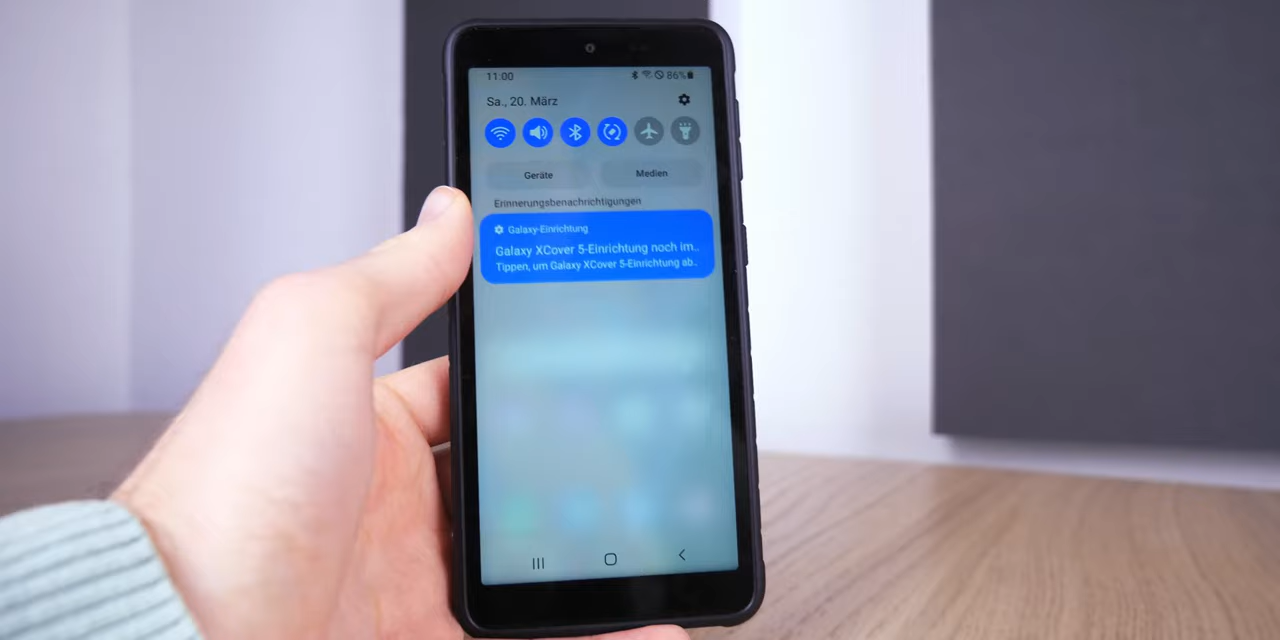 11:00 86%
Sa., 20. März
Geräte Medien
Erinnerungsbenachrichtigungen
Galaxy-Einrichtung
Galaxy XCover 5-Einrichtung noch im..
Tippen, um Galaxy XCover 5-Einrichtung ab..